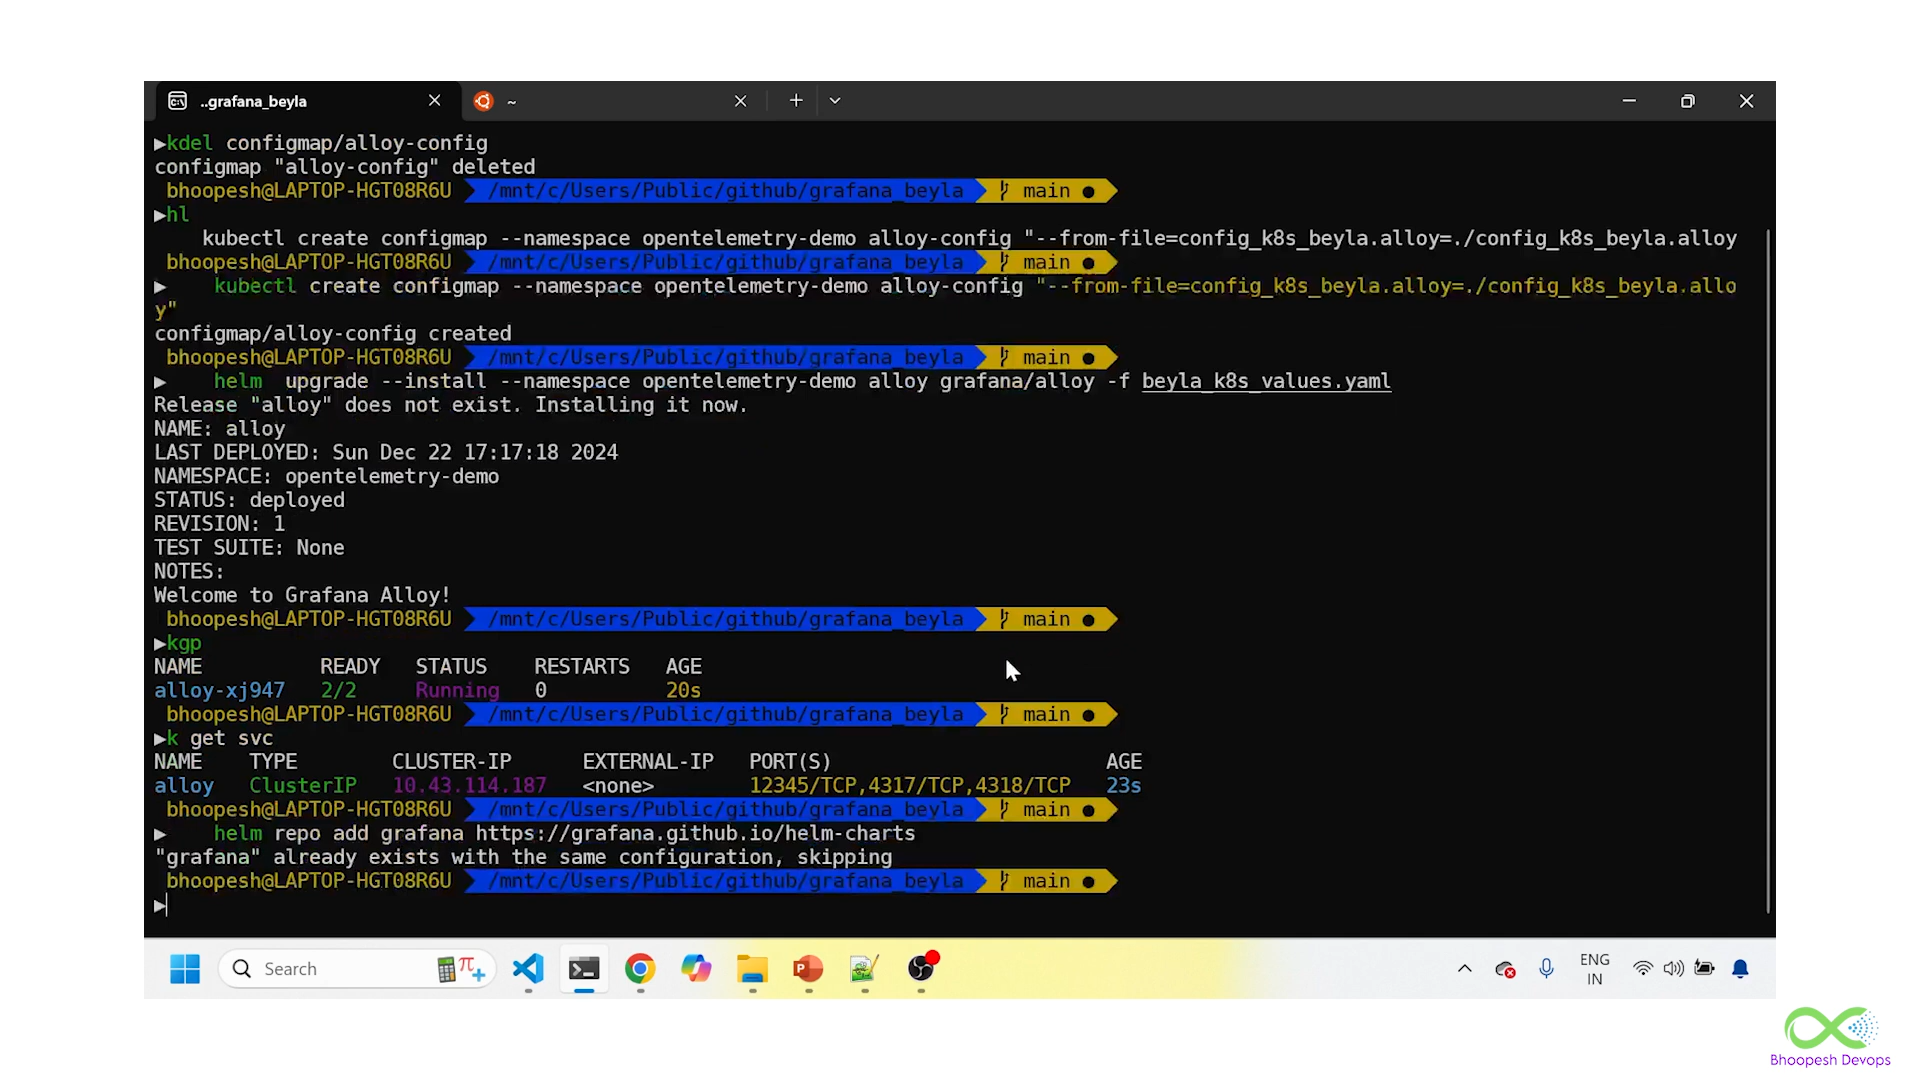 ..grafana_beyla
~
▶kdel configmap/alloy-config
configmap "alloy-config" deleted
bhoopesh@LAPTOP-HGT08R6U /mnt/c/Users/Public/github/grafana_beyla main ●
▶hl
kubectl create configmap --namespace opentelemetry-demo alloy-config "--from-file=config_k8s_beyla.alloy=./config_k8s_beyla.alloy
bhoopesh@LAPTOP-HGT08R6U /mnt/c/Users/Public/github/grafana_beyla main ●
▶ kubectl create configmap --namespace opentelemetry-demo alloy-config "--from-file=config_k8s_beyla.alloy=./config_k8s_beyla.allo
y"
configmap/alloy-config created
bhoopesh@LAPTOP-HGT08R6U /mnt/c/Users/Public/github/grafana_beyla main ●
▶ helm upgrade --install --namespace opentelemetry-demo alloy grafana/alloy -f beyla_k8s_values.yaml
Release "alloy" does not exist. Installing it now.
NAME: alloy
LAST DEPLOYED: Sun Dec 22 17:17:18 2024
NAMESPACE: opentelemetry-demo
STATUS: deployed
REVISION: 1
TEST SUITE: None
NOTES:
Welcome to Grafana Alloy!
bhoopesh@LAPTOP-HGT08R6U /mnt/c/Users/Public/github/grafana_beyla main ●
▶kgp
NAME READY STATUS RESTARTS AGE
alloy-xj947 2/2 Running 0 20s
bhoopesh@LAPTOP-HGT08R6U /mnt/c/Users/Public/github/grafana_beyla main ●
▶k get svc
NAME TYPE CLUSTER-IP EXTERNAL-IP PORT(S) AGE
alloy ClusterIP 10.43.114.187 <none> 12345/TCP,4317/TCP,4318/TCP 23s
bhoopesh@LAPTOP-HGT08R6U /mnt/c/Users/Public/github/grafana_beyla main ●
▶ helm repo add grafana https://grafana.github.io/helm-charts
"grafana" already exists with the same configuration, skipping
bhoopesh@LAPTOP-HGT08R6U /mnt/c/Users/Public/github/grafana_beyla main ●
▶
Search
ENG
IN
Bhoopesh Devops